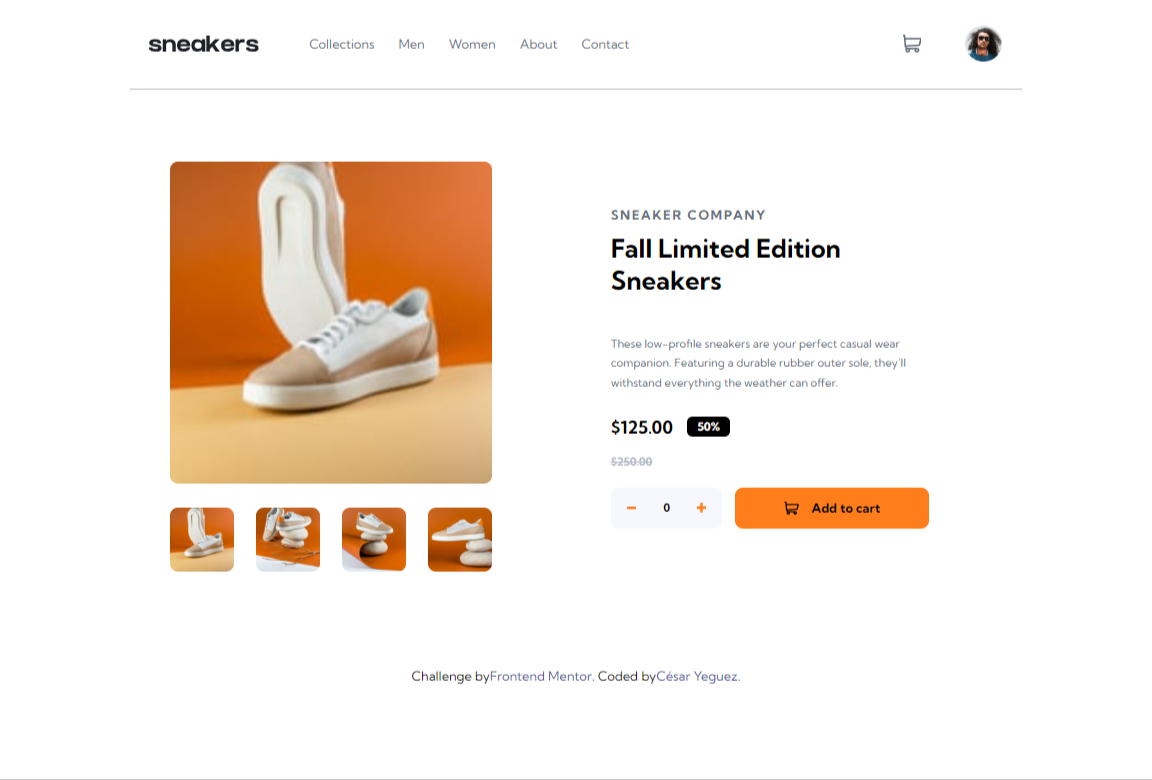 sneakers
Collections Men Women About Contact
SNEAKER COMPANY
Fall Limited Edition
Sneakers
These low-profile sneakers are your perfect casual wear
companion. Featuring a durable rubber outer sole, they'll
withstand everything the weather can offer.
$125.00 50%
$250.00
0 Add to cart
Challenge byFrontend Mentor. Coded byCésar Yeguez.